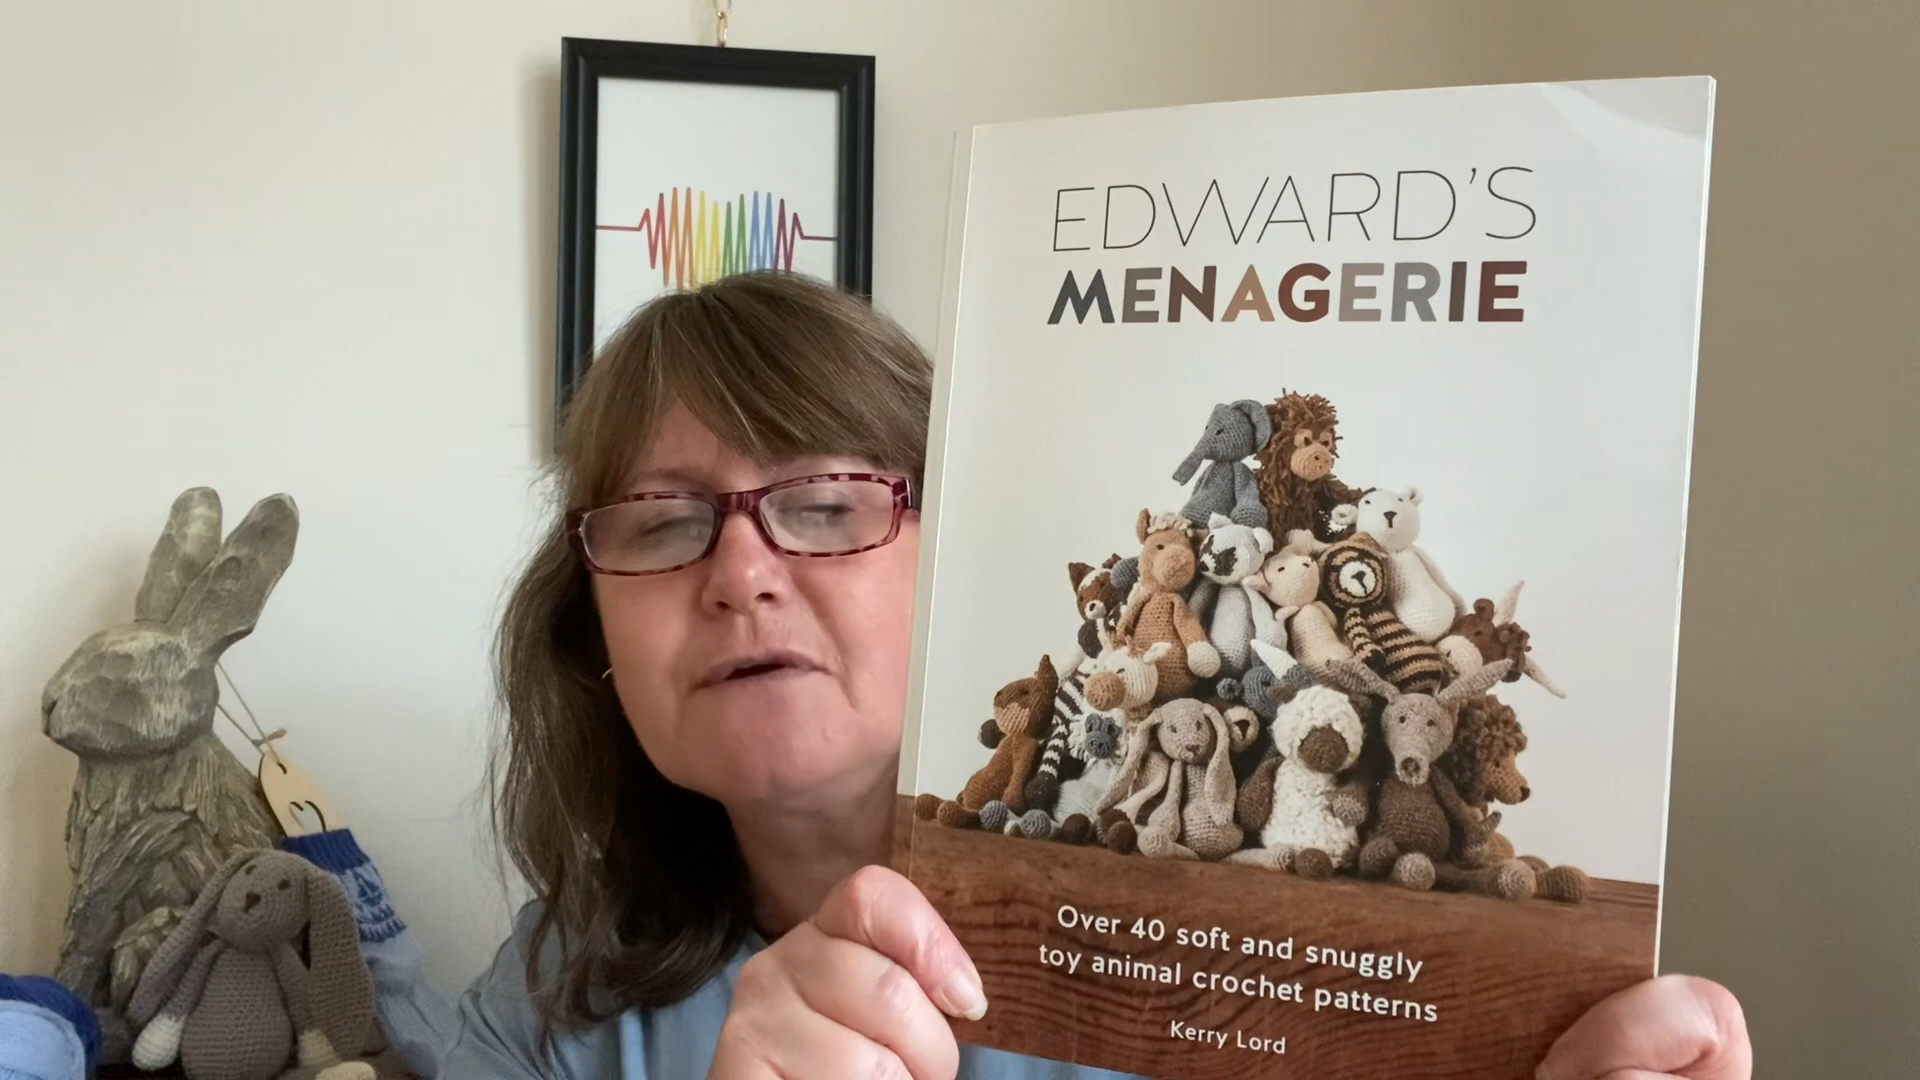 EDWARD'S
MENAGERIE
Over 40 soft and snuggly
toy animal crochet patterns
Kerry Lord